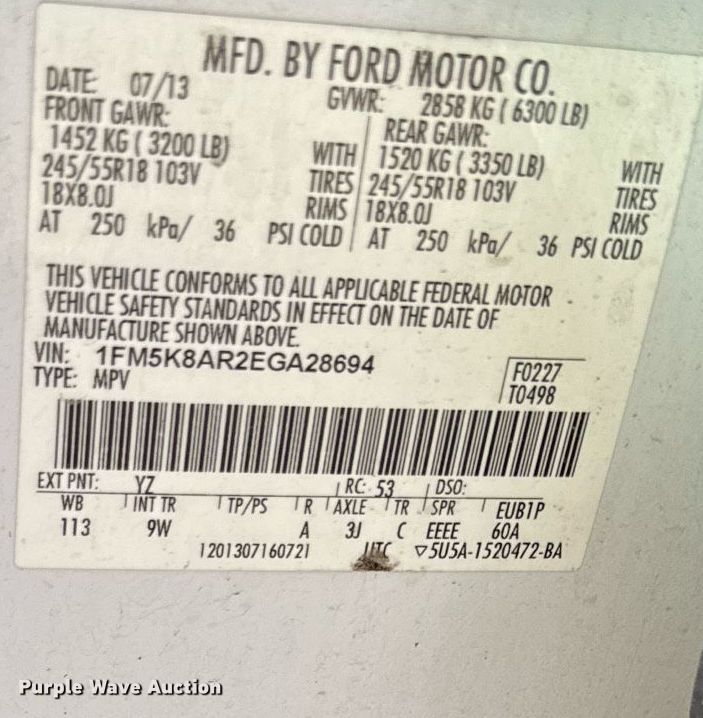 MFD. BY FORD MOTOR CO.
DATE: 07/13 GVWR: 2858 KG ( 6300 LB)
FRONT GAWR: REAR GAWR:
1452 KG ( 3200 LB) WITH 1520 KG ( 3350 LB) WITH
245/55R18 103V TIRES 245/55R18 103V TIRES
18X8.0J RIMS 18X8.0J RIMS
AT 250 kPa/ 36 PSI COLD AT 250 kPa/ 36 PSI COLD
THIS VEHICLE CONFORMS TO ALL APPLICABLE FEDERAL MOTOR
VEHICLE SAFETY STANDARDS IN EFFECT ON THE DATE OF
MANUFACTURE SHOWN ABOVE.
VIN: 1FM5K8AR2EGA28694 F0227
TYPE: MPV T0498
EXT PNT: YZ RC: 53 DSO:
WB INT TR TP/PS R AXLE TR SPR EUB1P
113 9W A 3J C EEEE 60A
1201307160721 UTC ▽5U5A-1520472-BA
Purple Wave Auction